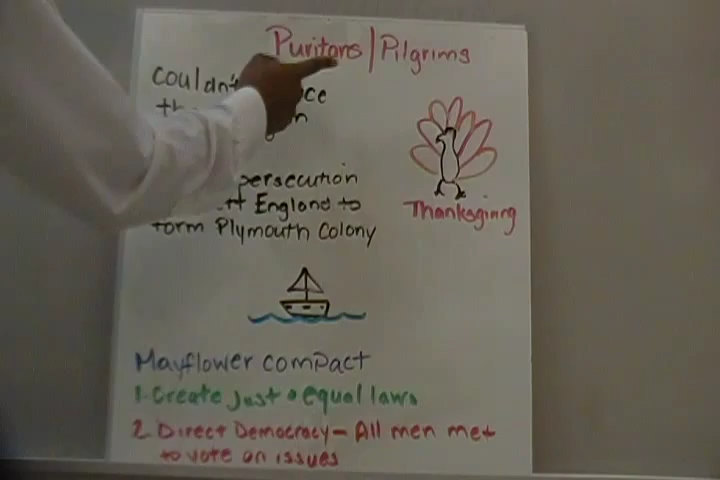 Puritans/Pilgrims
couldn't
persecution
England to
form Plymouth Colony
Thanksgiving
Mayflower compact
1. Create just & equal laws
2. Direct Democracy - All men met
to vote on issues